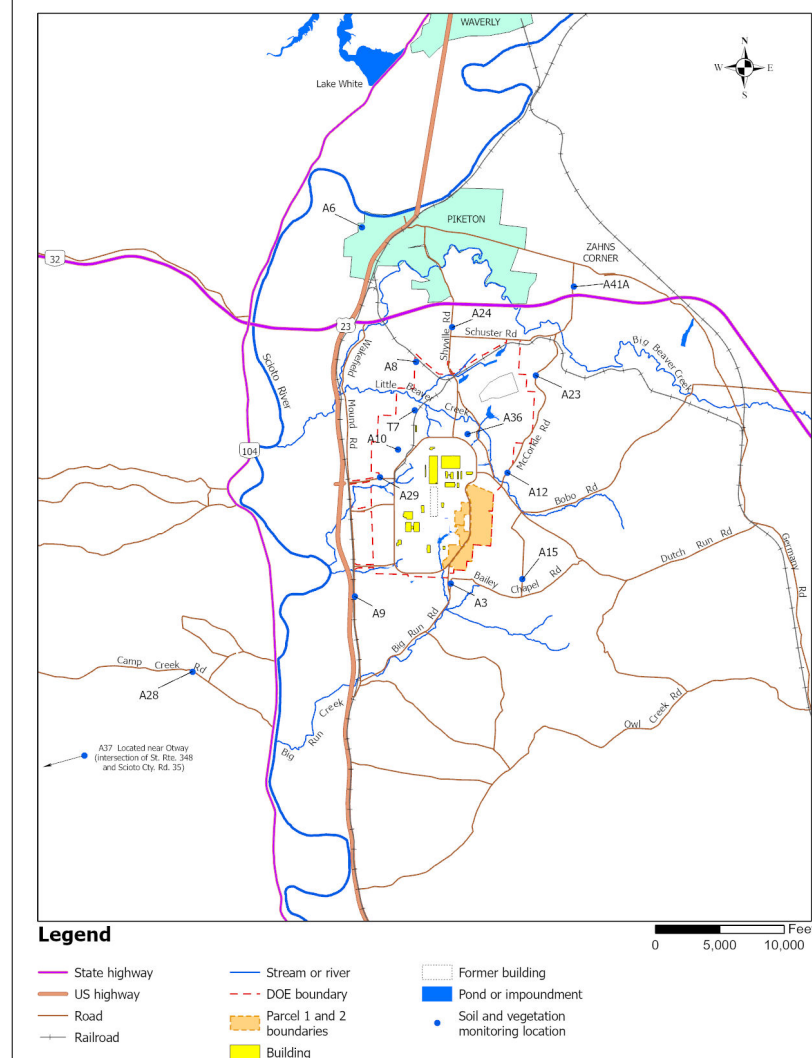 WAVERLY
Lake White
N
W E
S
A6
PIKETON
ZAHNS
CORNER
32
A41A
A24
23
Schuster Rd
Shyville Rd
Wakefield
Mound Rd
Scioto River
A8
Big Beaver Creek
Little Beaver Creek
A23
T7
A36
McCorkle Rd
A10
104
A29
A12
Bobo Rd
Dutch Run Rd
Germany Rd
A15
Bailey Chapel Rd
A9
A3
Big Run Rd
Camp Creek Rd
A28
Big Run Creek
Owl Creek Rd
A37 Located near Otway
(intersection of St. Rte. 348
and Scioto Cty. Rd. 35)
Legend
Feet
0 5,000 10,000
State highway
US highway
Road
Railroad
Stream or river
DOE boundary
Parcel 1 and 2
boundaries
Building
Former building
Pond or impoundment
Soil and vegetation
monitoring location